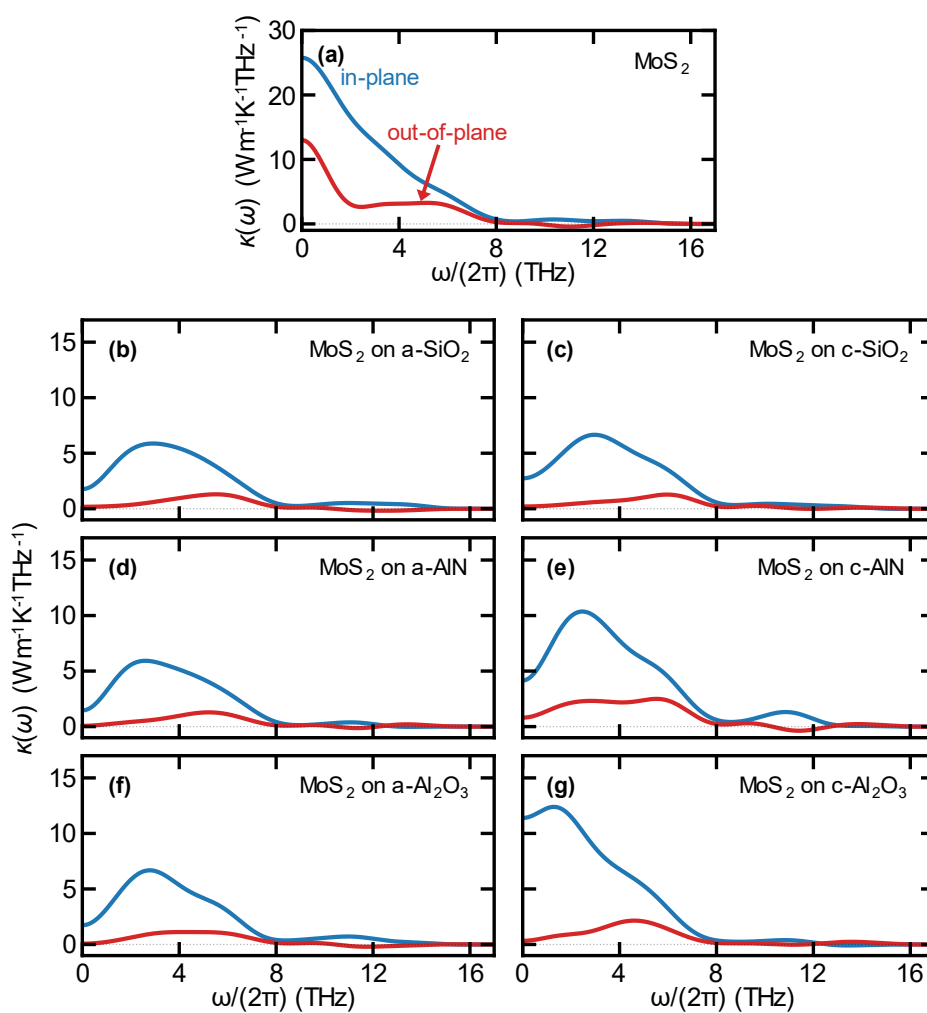 30
20
10
0
κ(ω) (Wm⁻¹K⁻¹THz⁻¹)
(a)
MoS₂
in-plane
out-of-plane
0 4 8 12 16
ω/(2π) (THz)
15
10
5
0
(b)
MoS₂ on a-SiO₂
(c)
MoS₂ on c-SiO₂
15
10
5
0
κ(ω) (Wm⁻¹K⁻¹THz⁻¹)
(d)
MoS₂ on a-AlN
(e)
MoS₂ on c-AlN
15
10
5
0
(f)
MoS₂ on a-Al₂O₃
(g)
MoS₂ on c-Al₂O₃
0 4 8 12 16
0 4 8 12 16
ω/(2π) (THz)
ω/(2π) (THz)